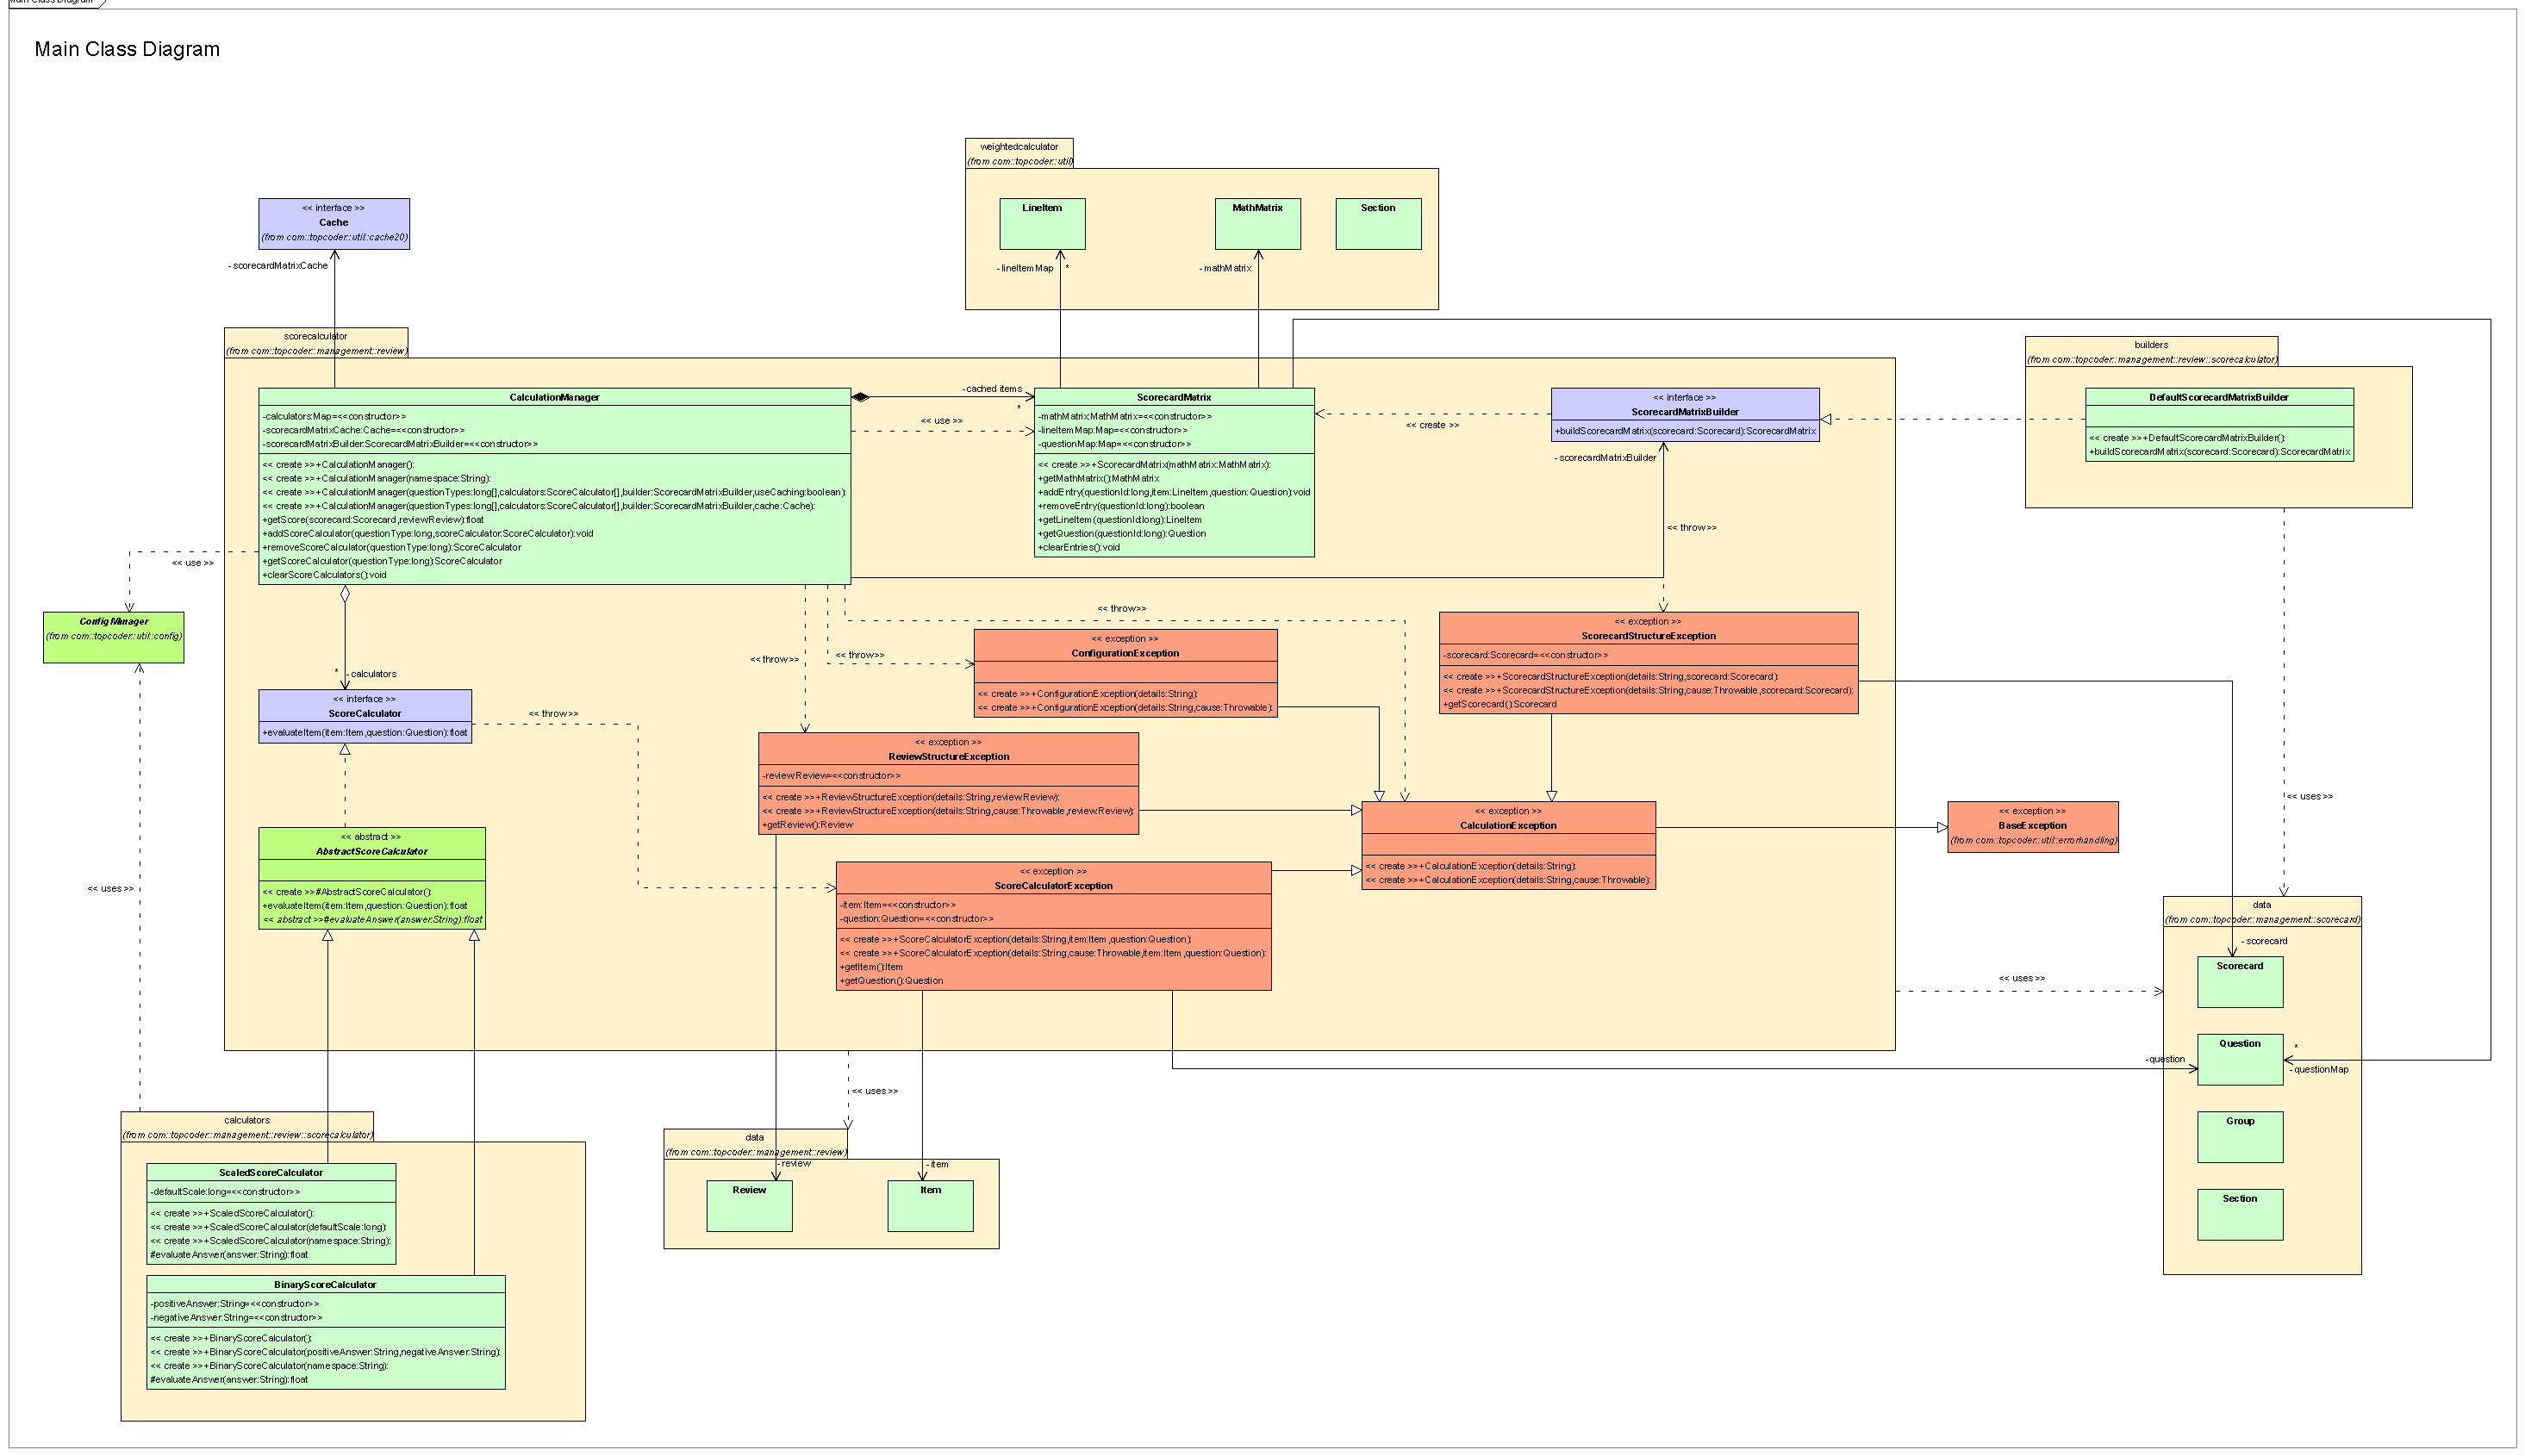 Main Class Diagram
Main Class Diagram
weightedcalculator
(from com::topcoder::util)
LineItem
MathMatrix
Section
- lineItemMap
*
- mathMatrix
<< interface >>
Cache
(from com::topcoder::util::cache20)
- scorecardMatrixCache
scorecalculator
(from com::topcoder::management::review)
CalculationManager
-calculators:Map=<<constructor>>
-scorecardMatrixCache:Cache=<<constructor>>
-scorecardMatrixBuilder:ScorecardMatrixBuilder=<<constructor>>
<< create >>+CalculationManager():
<< create >>+CalculationManager(namespace:String):
<< create >>+CalculationManager(questionTypes:long[],calculators:ScoreCalculator[],builder:ScorecardMatrixBuilder,useCaching:boolean):
<< create >>+CalculationManager(questionTypes:long[],calculators:ScoreCalculator[],builder:ScorecardMatrixBuilder,cache:Cache):
+getScore(scorecard:Scorecard,review:Review):float
+addScoreCalculator(questionType:long,scoreCalculator:ScoreCalculator):void
+removeScoreCalculator(questionType:long):ScoreCalculator
+getScoreCalculator(questionType:long):ScoreCalculator
+clearScoreCalculators():void
- cached items
*
<< use >>
ScorecardMatrix
-mathMatrix:MathMatrix=<<constructor>>
-lineItemMap:Map=<<constructor>>
-questionMap:Map=<<constructor>>
<< create >>+ScorecardMatrix(mathMatrix:MathMatrix):
+getMathMatrix():MathMatrix
+addEntry(questionId:long,item:LineItem,question:Question):void
+removeEntry(questionId:long):boolean
+getLineItem(questionId:long):LineItem
+getQuestion(questionId:long):Question
+clearEntries():void
<< create >>
<< interface >>
ScorecardMatrixBuilder
+buildScorecardMatrix(scorecard:Scorecard):ScorecardMatrix
- scorecardMatrixBuilder
<< throw>>
builders
(from com::topcoder::management::review::scorecalculator)
DefaultScorecardMatrixBuilder
<< create >>+DefaultScorecardMatrixBuilder():
+buildScorecardMatrix(scorecard:Scorecard):ScorecardMatrix
<< use >>
ConfigManager
(from com::topcoder::util::config)
*
- calculators
<< interface >>
ScoreCalculator
+evaluateItem(item:Item,question:Question):float
<< throw>>
<< throw>>
<< throw>>
<< throw>>
<< exception >>
ConfigurationException
<< create >>+ConfigurationException(details:String):
<< create >>+ConfigurationException(details:String,cause:Throwable):
<< exception >>
ScorecardStructureException
-scorecard:Scorecard=<<constructor>>
<< create >>+ScorecardStructureException(details:String,scorecard:Scorecard):
<< create >>+ScorecardStructureException(details:String,cause:Throwable,scorecard:Scorecard):
+getScorecard():Scorecard
<< exception >>
ReviewStructureException
-review:Review=<<constructor>>
<< create >>+ReviewStructureException(details:String,review:Review):
<< create >>+ReviewStructureException(details:String,cause:Throwable,review:Review):
+getReview():Review
<< exception >>
CalculationException
<< create >>+CalculationException(details:String):
<< create >>+CalculationException(details:String,cause:Throwable):
<< exception >>
BaseException
(from com::topcoder::util::errorhandling)
<< uses >>
<< abstract >>
AbstractScoreCalculator
<< create >>#AbstractScoreCalculator():
+evaluateItem(item:Item,question:Question):float
<< abstract >>#evaluateAnswer(answer:String):float
<< uses >>
<< exception >>
ScoreCalculatorException
-item:Item=<<constructor>>
-question:Question=<<constructor>>
<< create >>+ScoreCalculatorException(details:String,item:Item,question:Question):
<< create >>+ScoreCalculatorException(details:String,cause:Throwable,item:Item,question:Question):
+getItem():Item
+getQuestion():Question
<< uses >>
data
(from com::topcoder::management::scorecard)
- scorecard
Scorecard
Question
*
- question
- questionMap
Group
Section
<< uses >>
calculators
(from com::topcoder::management::review::scorecalculator)
ScaledScoreCalculator
-defaultScale:long=<<constructor>>
<< create >>+ScaledScoreCalculator():
<< create >>+ScaledScoreCalculator(defaultScale:long):
<< create >>+ScaledScoreCalculator(namespace:String):
#evaluateAnswer(answer:String):float
BinaryScoreCalculator
-positiveAnswer:String=<<constructor>>
-negativeAnswer:String=<<constructor>>
<< create >>+BinaryScoreCalculator():
<< create >>+BinaryScoreCalculator(positiveAnswer:String,negativeAnswer:String):
<< create >>+BinaryScoreCalculator(namespace:String):
#evaluateAnswer(answer:String):float
data
(from com::topcoder::management::review)
- review
- item
Review
Item